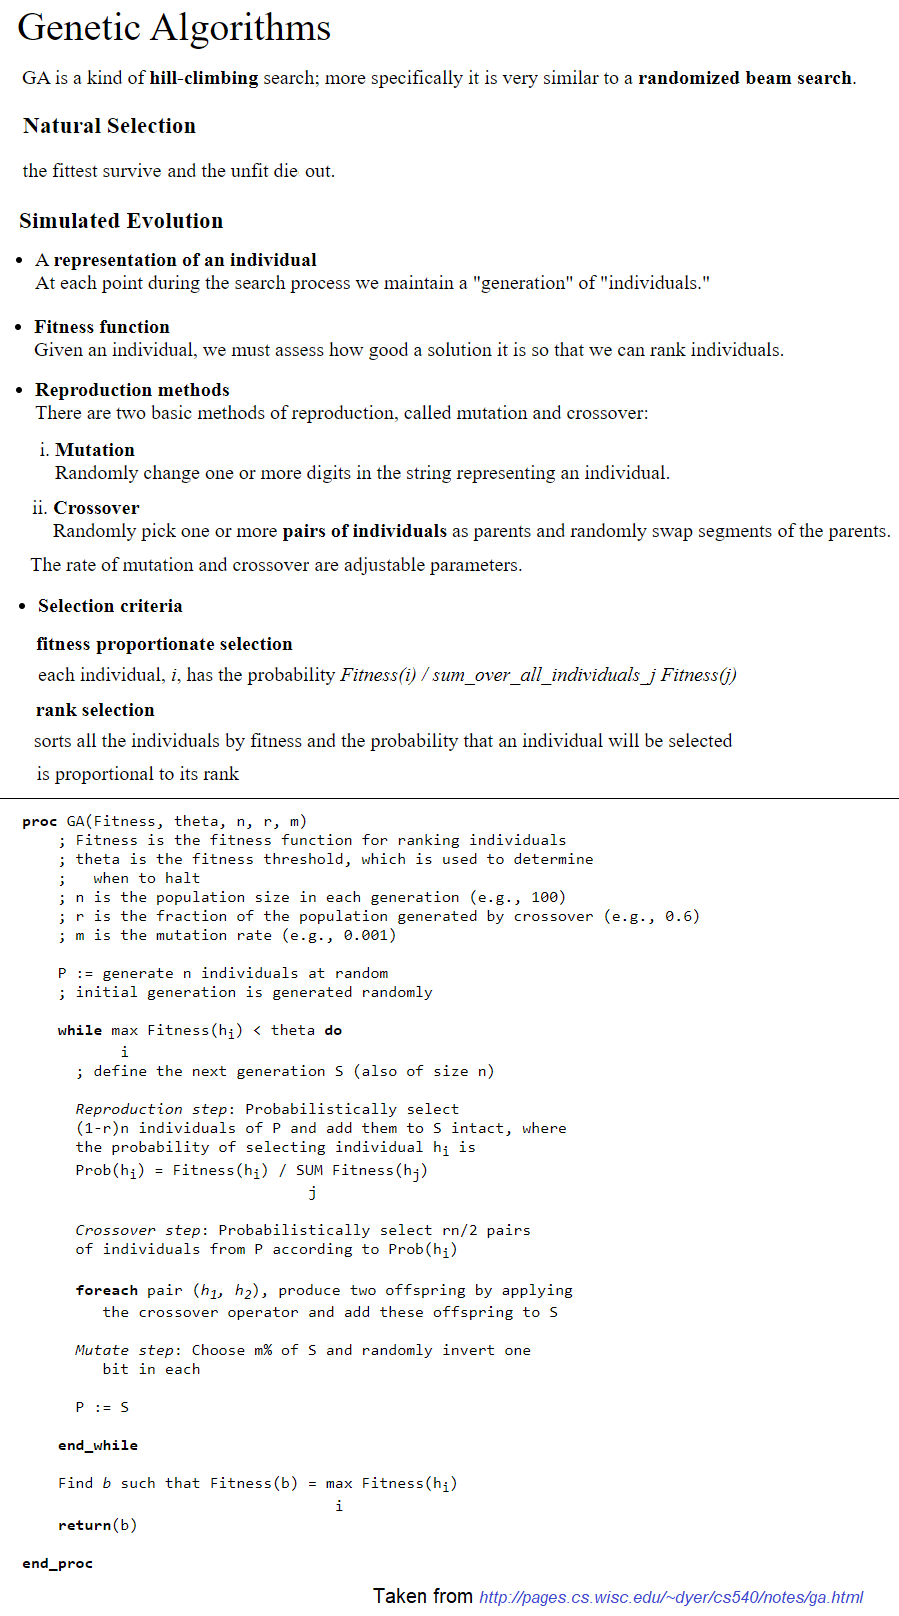 Genetic Algorithms
GA is a kind of hill-climbing search; more specifically it is very similar to a randomized beam search.
Natural Selection
the fittest survive and the unfit die out.
Simulated Evolution
• A representation of an individual
At each point during the search process we maintain a "generation" of "individuals."
• Fitness function
Given an individual, we must assess how good a solution it is so that we can rank individuals.
• Reproduction methods
There are two basic methods of reproduction, called mutation and crossover:
i. Mutation
Randomly change one or more digits in the string representing an individual.
ii. Crossover
Randomly pick one or more pairs of individuals as parents and randomly swap segments of the parents.
The rate of mutation and crossover are adjustable parameters.
• Selection criteria
fitness proportionate selection
each individual, i, has the probability Fitness(i) / sum_over_all_individuals_j Fitness(j)
rank selection
sorts all the individuals by fitness and the probability that an individual will be selected
is proportional to its rank
proc GA(Fitness, theta, n, r, m)
; Fitness is the fitness function for ranking individuals
; theta is the fitness threshold, which is used to determine
;   when to halt
; n is the population size in each generation (e.g., 100)
; r is the fraction of the population generated by crossover (e.g., 0.6)
; m is the mutation rate (e.g., 0.001)
P := generate n individuals at random
; initial generation is generated randomly
while max Fitness(hi) < theta do
i
; define the next generation S (also of size n)
Reproduction step: Probabilistically select
(1-r)n individuals of P and add them to S intact, where
the probability of selecting individual hi is
Prob(hi) = Fitness(hi) / SUM Fitness(hj)
j
Crossover step: Probabilistically select rn/2 pairs
of individuals from P according to Prob(hi)
foreach pair (h1, h2), produce two offspring by applying
the crossover operator and add these offspring to S
Mutate step: Choose m% of S and randomly invert one
bit in each
P := S
end_while
Find b such that Fitness(b) = max Fitness(hi)
i
return(b)
end_proc
Taken from http://pages.cs.wisc.edu/~dyer/cs540/notes/ga.html